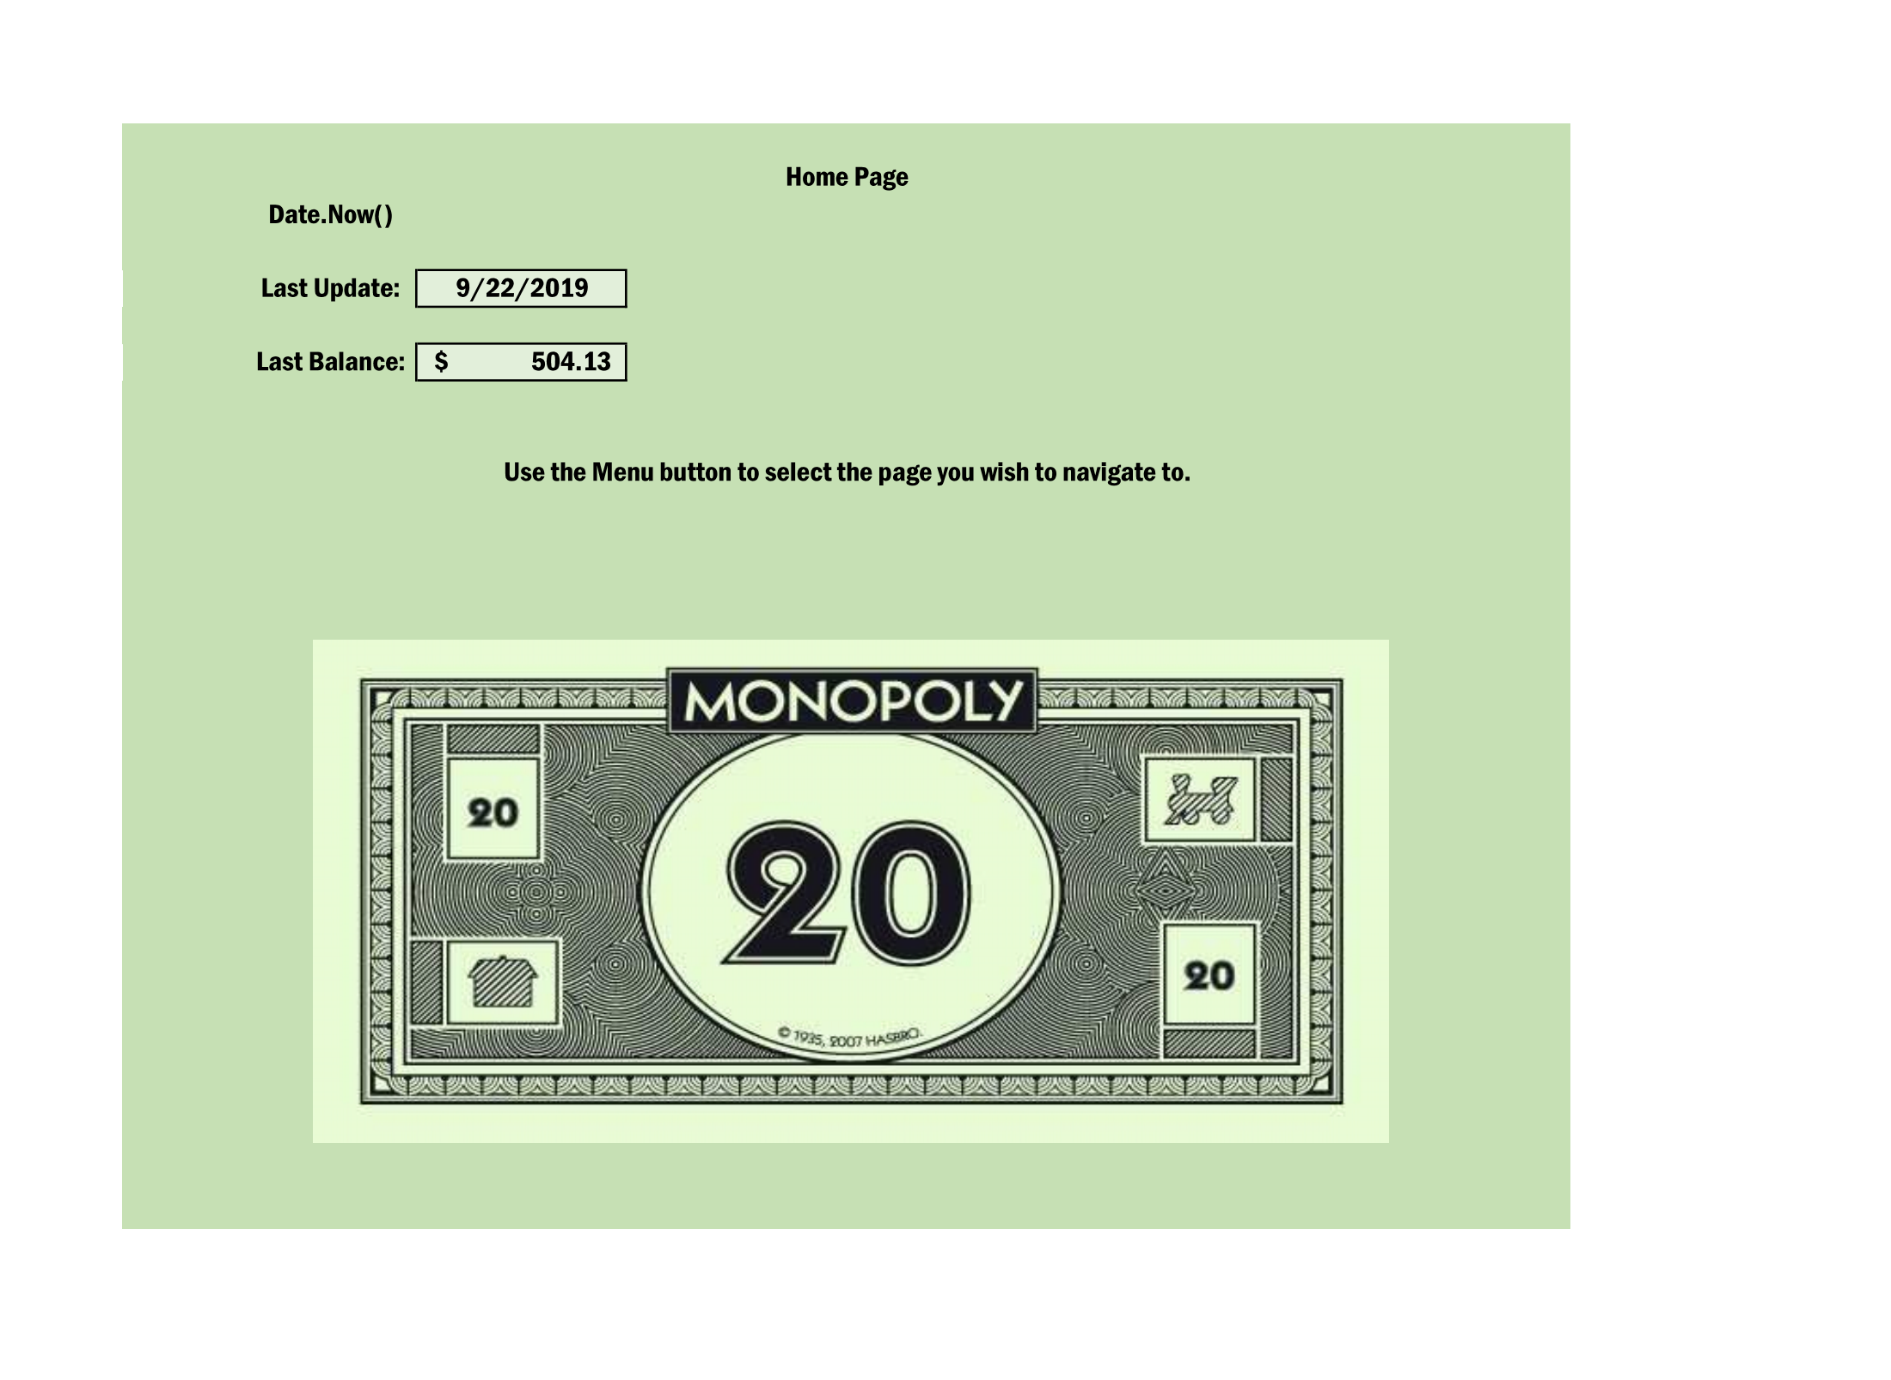 Home Page
Date.Now()
Last Update: 9/22/2019
Last Balance: $ 504.13
Use the Menu button to select the page you wish to navigate to.
MONOPOLY
20
20
20
© 1935, 2007 HASBRO.